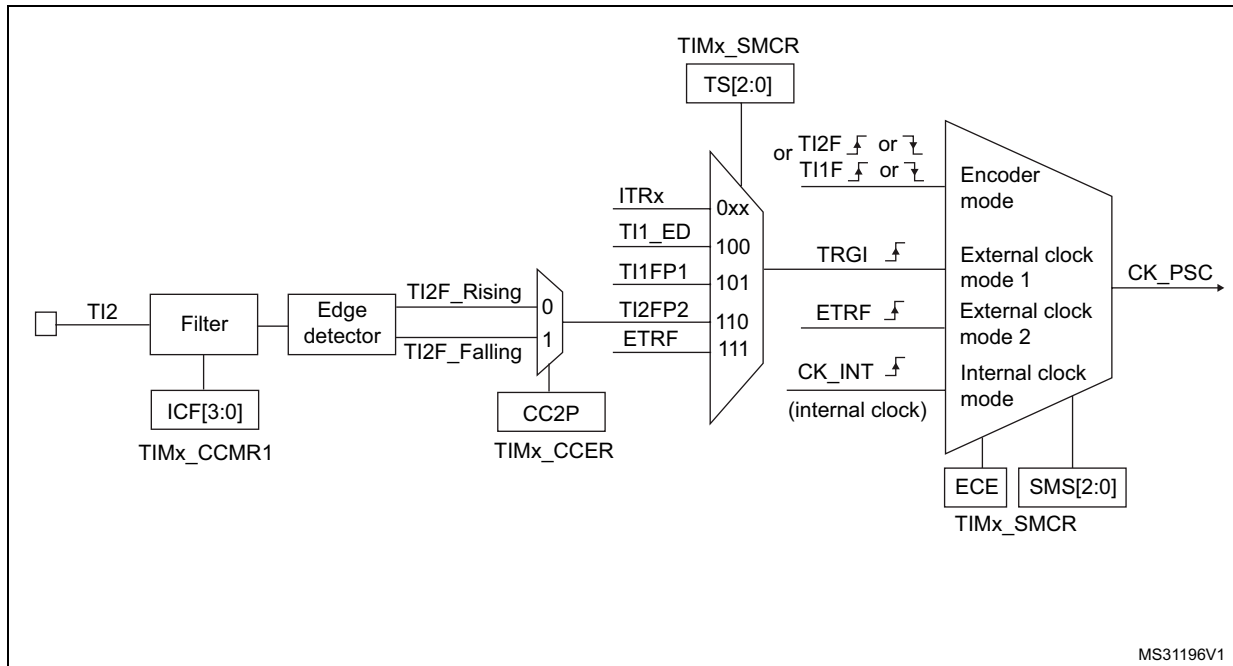 TIMx_SMCR
TS[2:0]
or TI2F or
TI1F or
Encoder
mode
ITRx
0xx
TI1_ED
100
TRGI
External clock
mode 1
CK_PSC
TI1FP1
101
TI2F_Rising
0
TI2
Filter
Edge
detector
TI2FP2
110
ETRF
External clock
mode 2
1
ETRF
111
TI2F_Falling
CK_INT
Internal clock
mode
(internal clock)
ICF[3:0]
CC2P
TIMx_CCMR1
TIMx_CCER
ECE
SMS[2:0]
TIMx_SMCR
MS31196V1